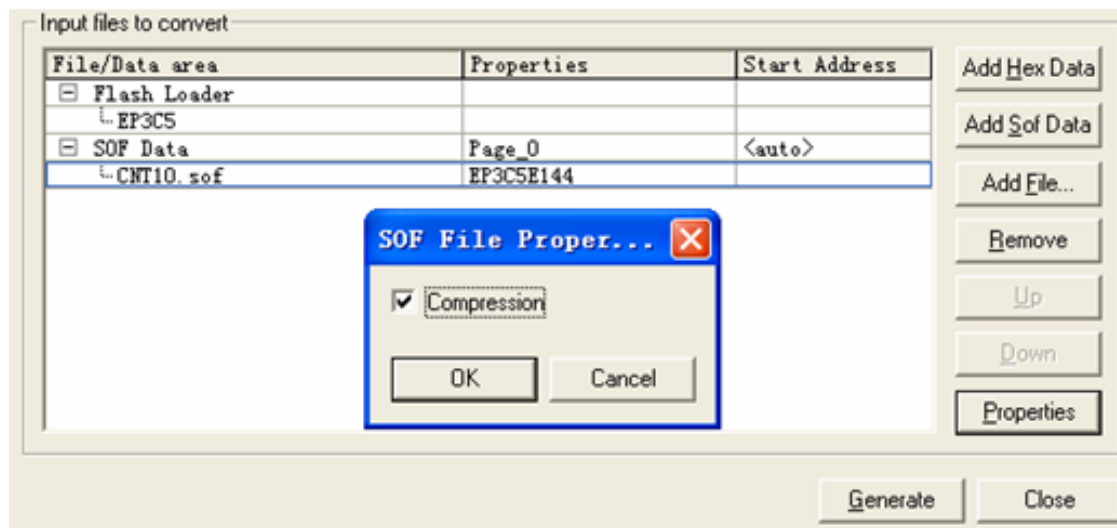 Input files to convert
File/Data area Properties Start Address
Flash Loader
EP3C5
SOF Data Page_0 <auto>
CNT10.sof EP3C5E144
Add Hex Data
Add Sof Data
Add File...
Remove
Up
Down
Properties
SOF File Proper...
Compression
OK Cancel
Generate Close